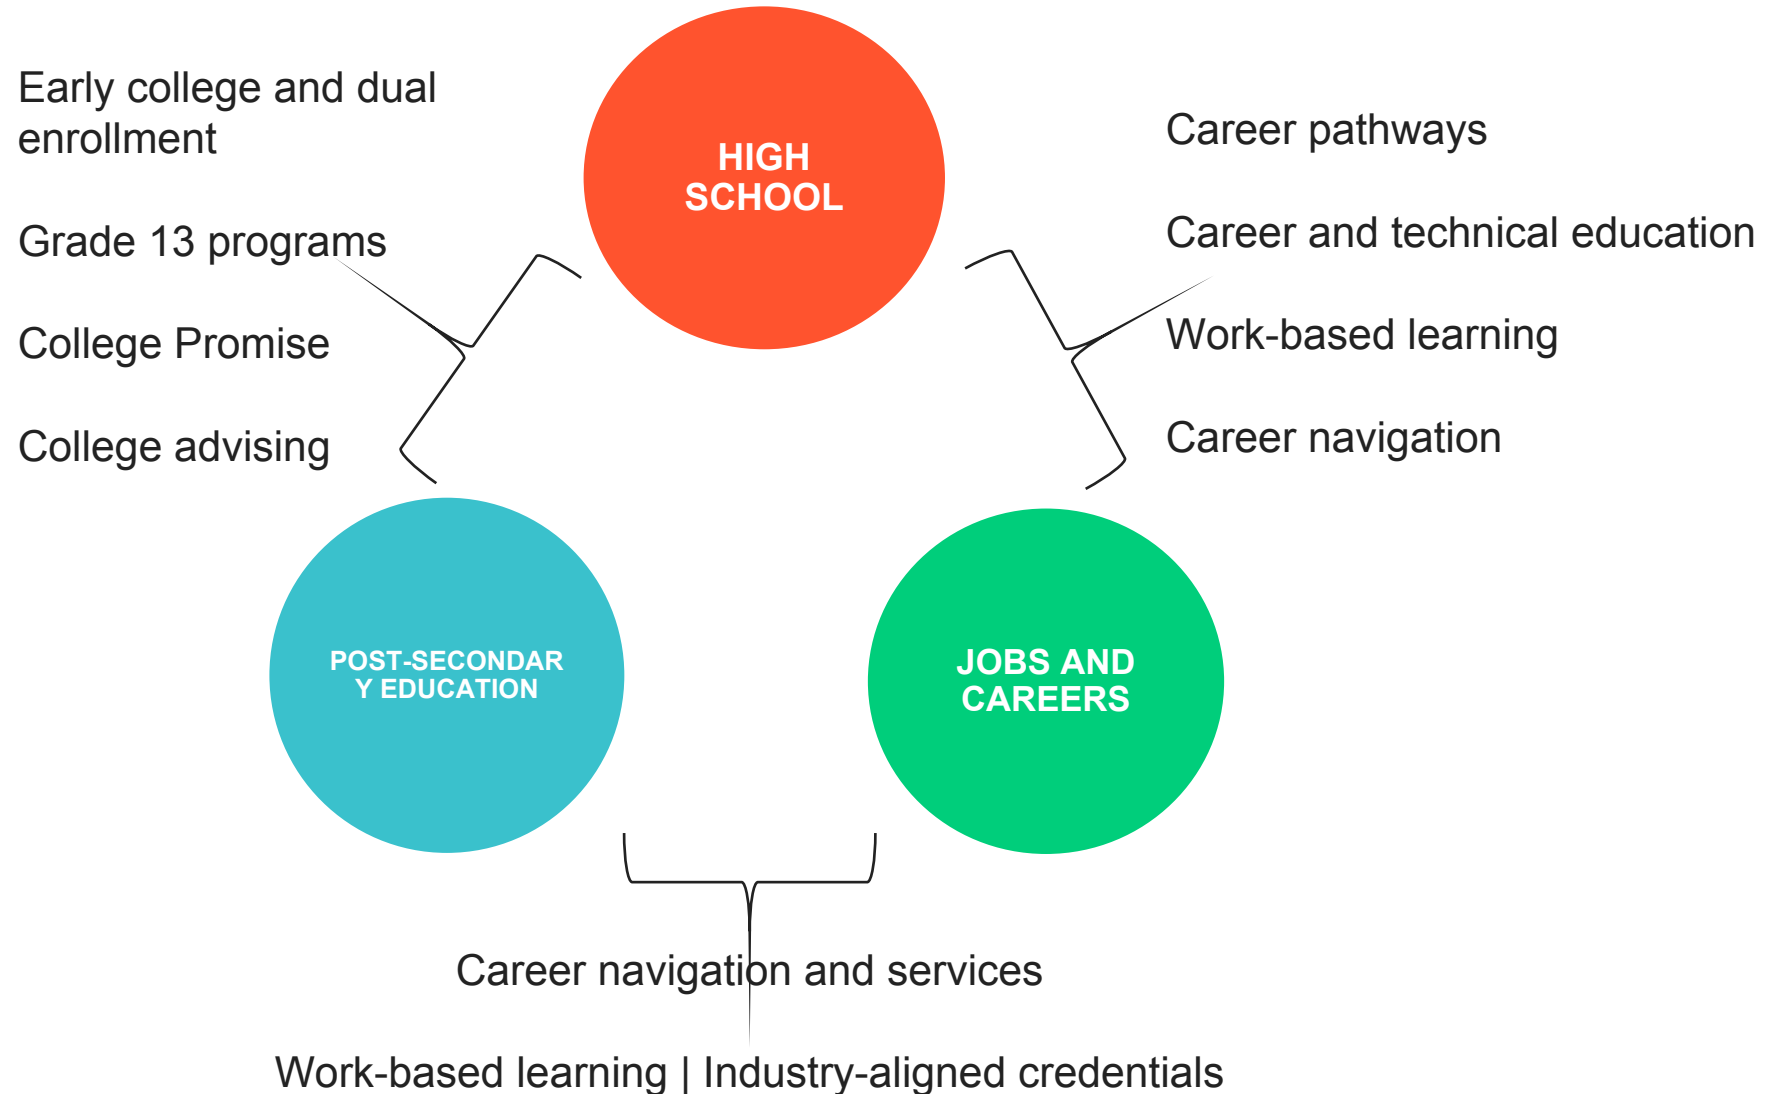 Early college and dual
enrollment
Grade 13 programs
College Promise
College advising
HIGH
SCHOOL
Career pathways
Career and technical education
Work-based learning
Career navigation
POST-SECONDAR
Y EDUCATION
JOBS AND
CAREERS
Career navigation and services
Work-based learning | Industry-aligned credentials